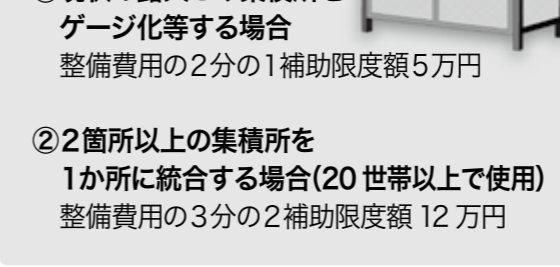 ゲージ化等する場合
整備費用の2分の1補助限度額5万円
②2箇所以上の集積所を
1か所に統合する場合(20世帯以上で使用)
整備費用の3分の2補助限度額 12 万円